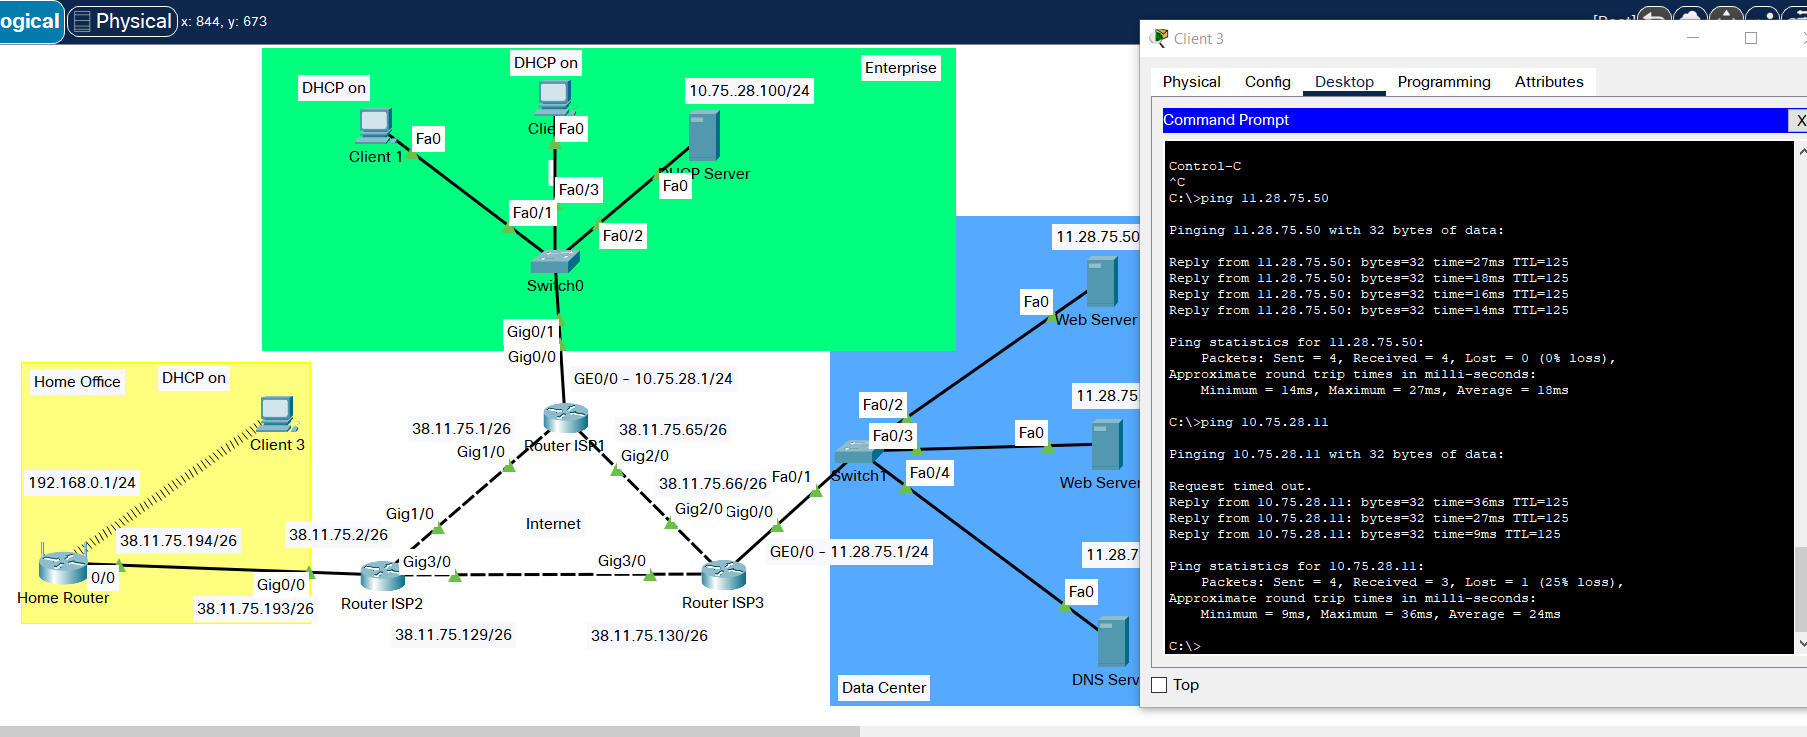 ogical
Physical
x: 844, y: 673
[Root]
DHCP on
DHCP on
Enterprise
10.75..28.100/24
Client 1
Fa0
Clie
Fa0
DHCP Server
Fa0
Fa0/3
Fa0/1
Fa0/2
Switch0
Gig0/1
Gig0/0
GE0/0 - 10.75.28.1/24
Home Office
DHCP on
Client 3
192.168.0.1/24
38.11.75.194/26
0/0
Home Router
Gig0/0
38.11.75.193/26
38.11.75.1/26
Gig1/0
Router ISP1
38.11.75.65/26
Gig2/0
38.11.75.66/26
Gig2/0
Gig0/0
Fa0/1
Internet
Gig1/0
38.11.75.2/26
Gig3/0
Gig3/0
Router ISP2
Router ISP3
38.11.75.129/26
38.11.75.130/26
GE0/0 - 11.28.75.1/24
11.28.75.50
Fa0
Web Server
Fa0/2
Fa0/3
Fa0/4
Switch1
11.28.75
Fa0
Web Server
11.28.7
Fa0
DNS Serv
Data Center
Client 3
Physical
Config
Desktop
Programming
Attributes
Command Prompt
X
Control-C
^C
C:\>ping 11.28.75.50
Pinging 11.28.75.50 with 32 bytes of data:
Reply from 11.28.75.50: bytes=32 time=27ms TTL=125
Reply from 11.28.75.50: bytes=32 time=18ms TTL=125
Reply from 11.28.75.50: bytes=32 time=16ms TTL=125
Reply from 11.28.75.50: bytes=32 time=14ms TTL=125
Ping statistics for 11.28.75.50:
Packets: Sent = 4, Received = 4, Lost = 0 (0% loss),
Approximate round trip times in milli-seconds:
Minimum = 14ms, Maximum = 27ms, Average = 18ms
C:\>ping 10.75.28.11
Pinging 10.75.28.11 with 32 bytes of data:
Request timed out.
Reply from 10.75.28.11: bytes=32 time=36ms TTL=125
Reply from 10.75.28.11: bytes=32 time=27ms TTL=125
Reply from 10.75.28.11: bytes=32 time=9ms TTL=125
Ping statistics for 10.75.28.11:
Packets: Sent = 4, Received = 3, Lost = 1 (25% loss),
Approximate round trip times in milli-seconds:
Minimum = 9ms, Maximum = 36ms, Average = 24ms
C:\>
Top